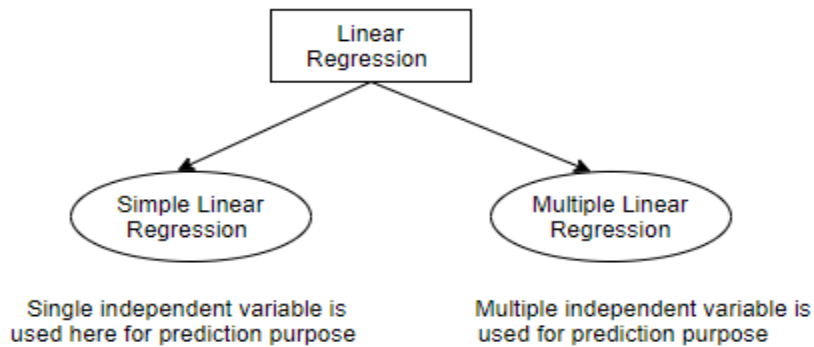 Linear
Regression
Simple Linear
Regression
Multiple Linear
Regression
Single independent variable is
used here for prediction purpose
Multiple independent variable is
used for prediction purpose